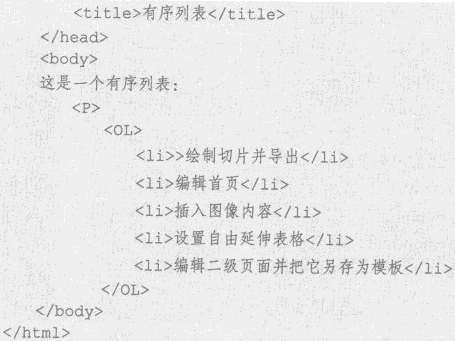 <title>有序列表</title>
</head>
<body>
这是一个有序列表:
<P>
<OL>
<li>>绘制切片并导出</li>
<li>编辑首页</li>
<li>插入图像内容</li>
<li>设置自由延伸表格</li>
<li>编辑二级页面并把它另存为模板</li>
</OL>
</body>
</html>